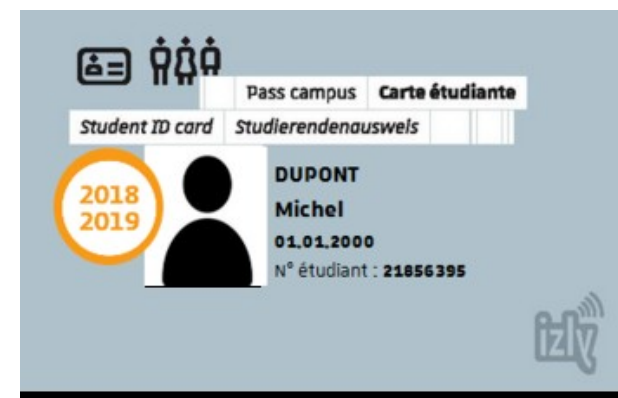 Pass campus Carte étudiante
Student ID card Studierendenausweis
2018
2019
DUPONT
Michel
01.01.2000
N° étudiant : 21856395
izly